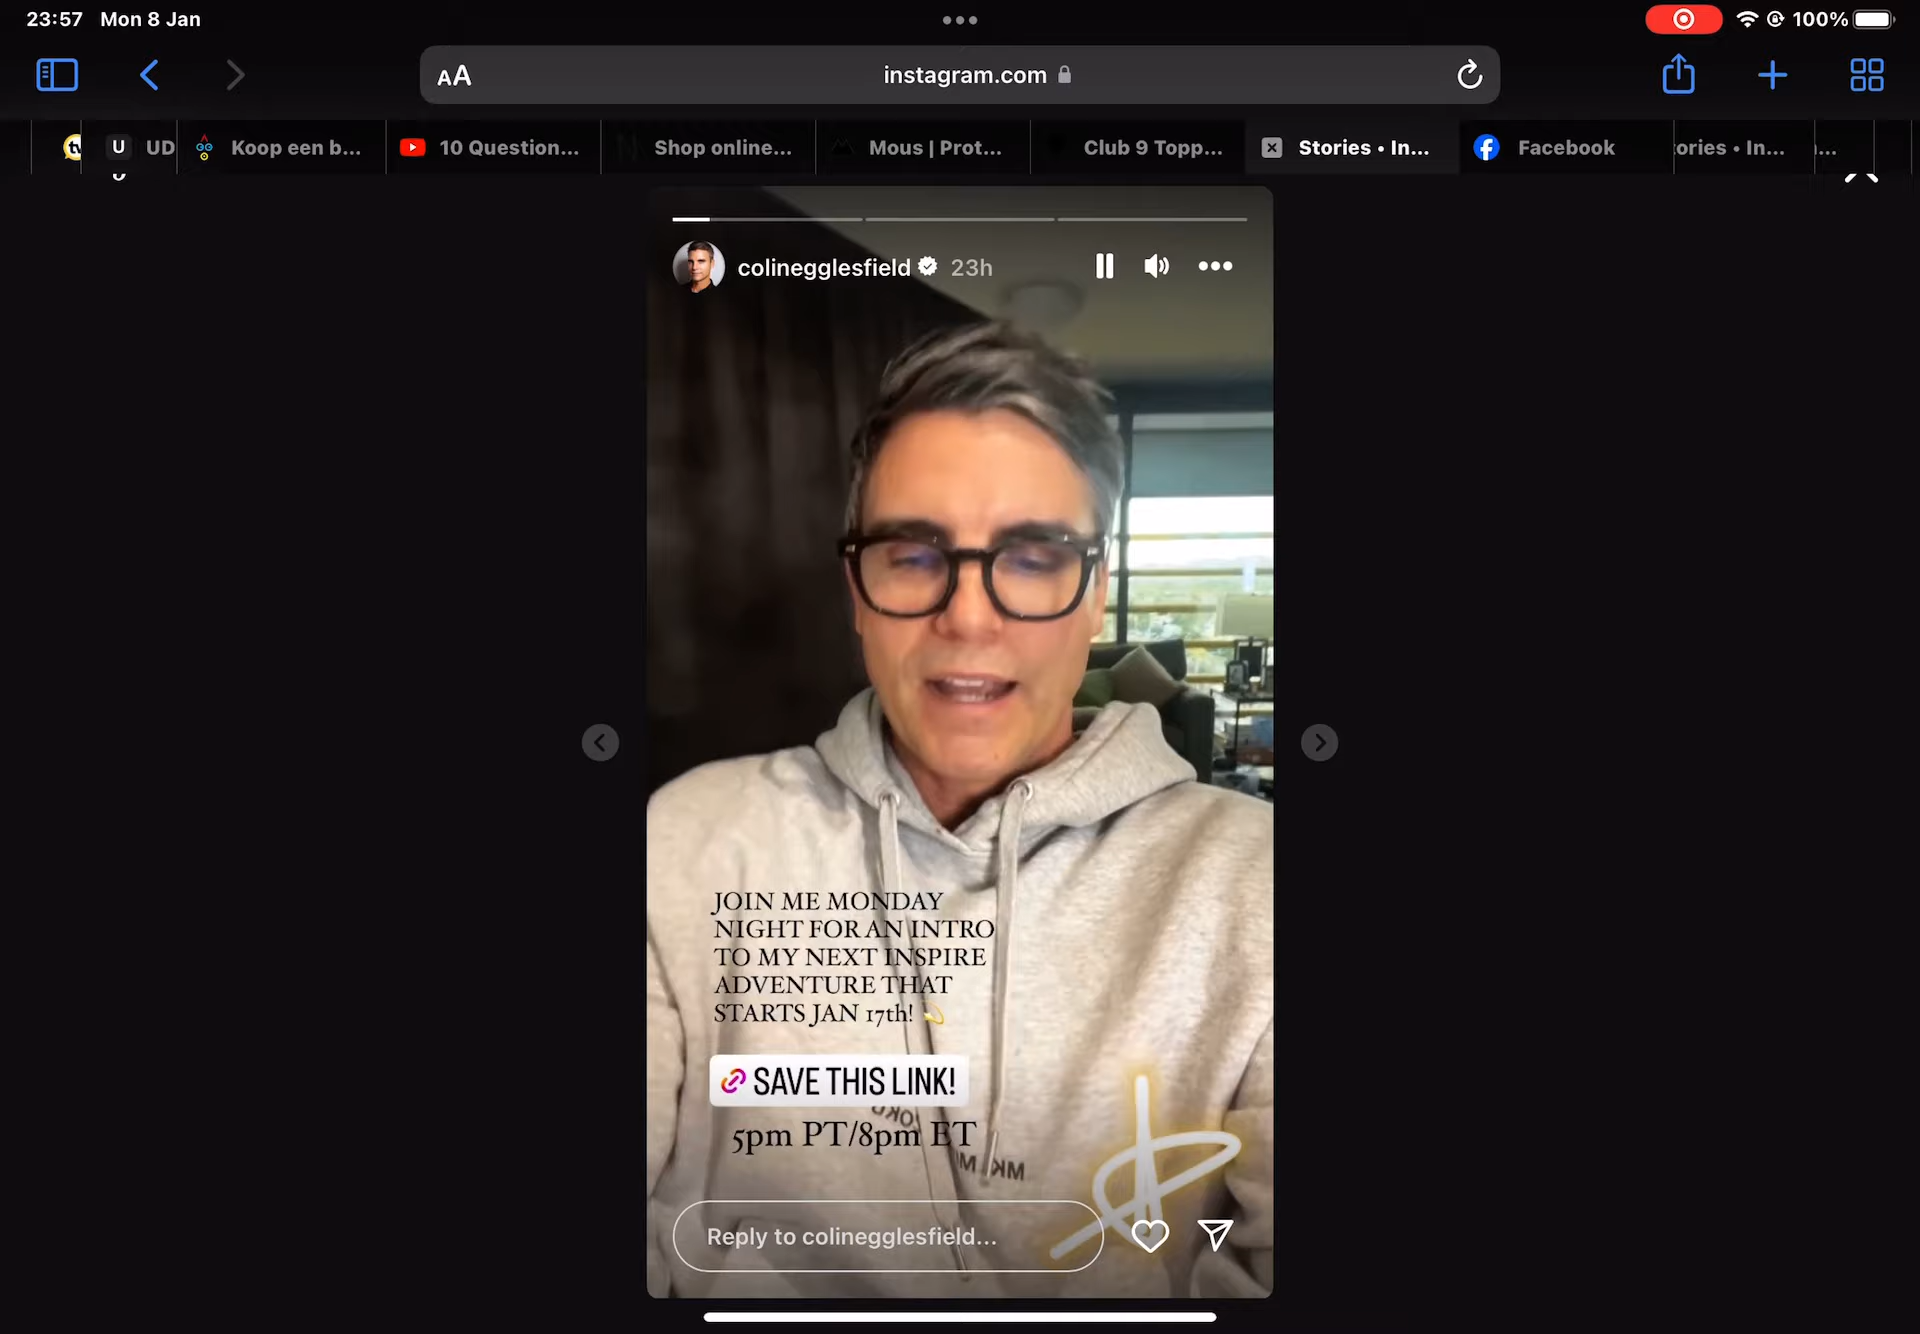 23:57 Mon 8 Jan
100%
AA
instagram.com
U UD
Koop een b...
10 Question...
Shop online...
Mous | Prot...
Club 9 Topp...
Stories • In...
Facebook
ories • In...
colinegglesfield 23h
JOIN ME MONDAY
NIGHT FOR AN INTRO
TO MY NEXT INSPIRE
ADVENTURE THAT
STARTS JAN 17th! 💫
SAVE THIS LINK!
5pm PT/8pm ET
Reply to colinegglesfield...